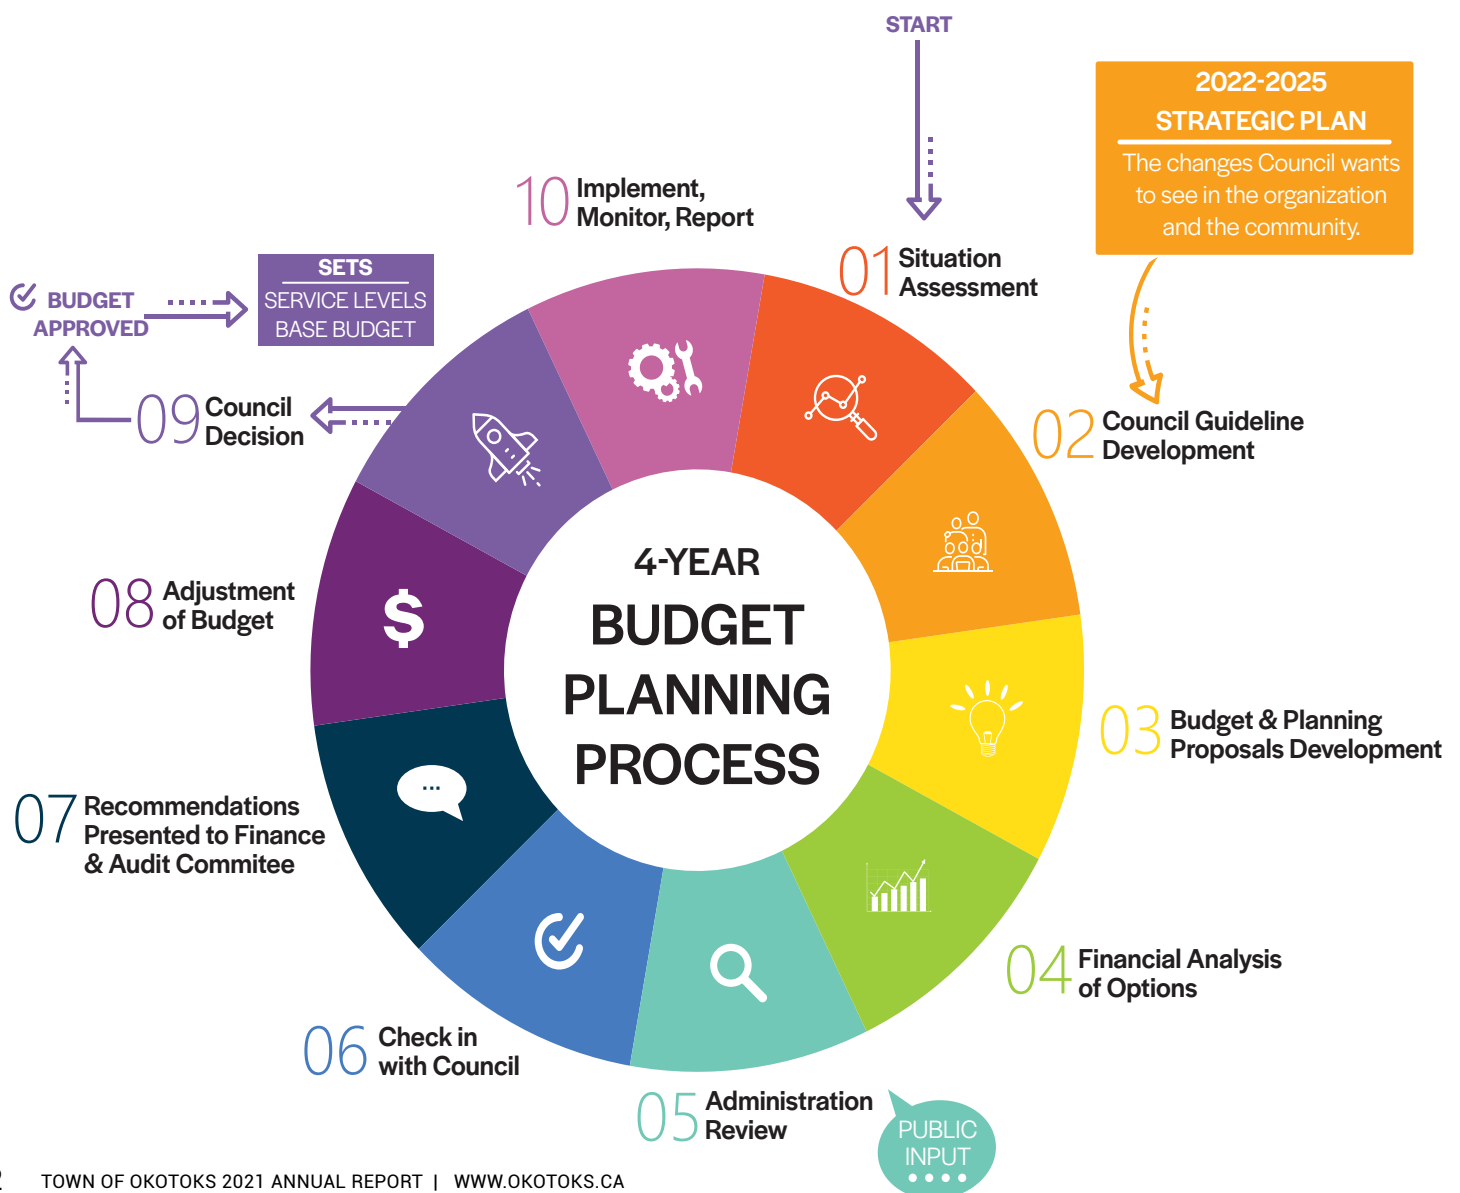 START
2022-2025
STRATEGIC PLAN
The changes Council wants
to see in the organization
and the community.
10 Implement,
Monitor, Report
01 Situation
Assessment
SETS
SERVICE LEVELS
BASE BUDGET
BUDGET
APPROVED
09 Council
Decision
02 Council Guideline
Development
4-YEAR
BUDGET
PLANNING
PROCESS
08 Adjustment
of Budget
$
03 Budget & Planning
Proposals Development
07 Recommendations
Presented to Finance
& Audit Commitee
04 Financial Analysis
of Options
06 Check in
with Council
05 Administration
Review
PUBLIC
INPUT
TOWN OF OKOTOKS 2021 ANNUAL REPORT | WWW.OKOTOKS.CA